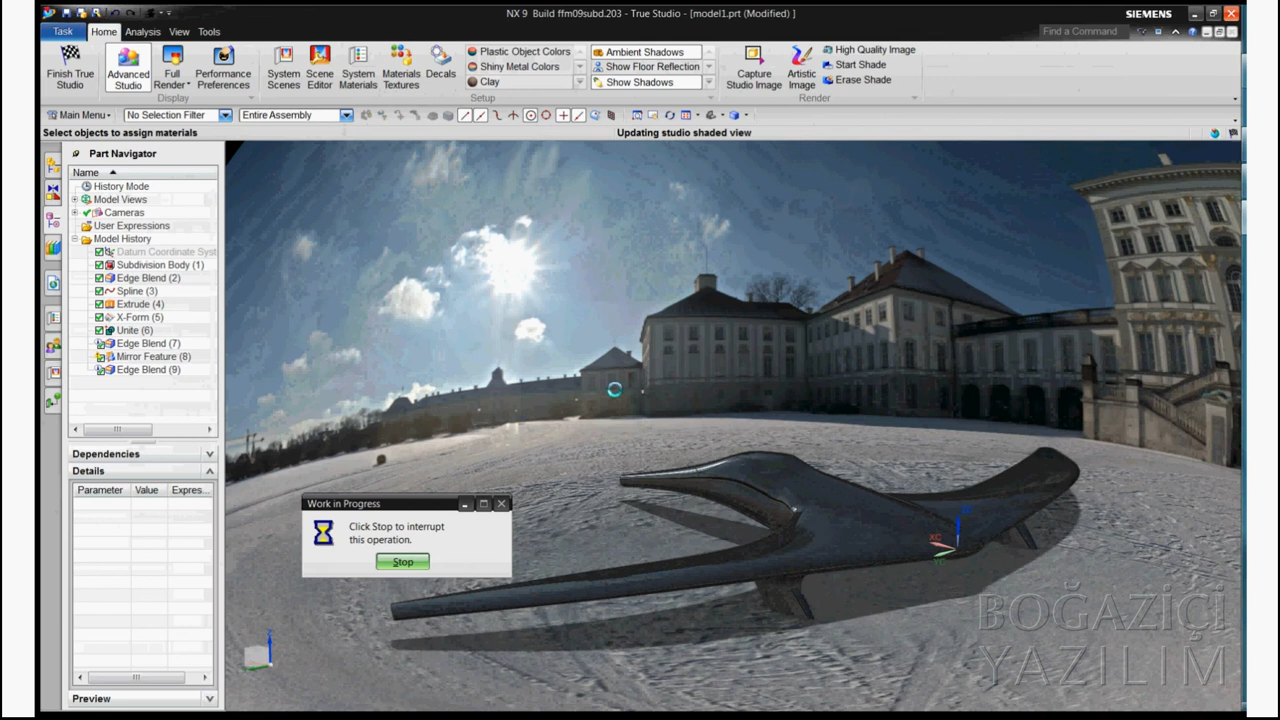 NX 9 Build ffm09subd.203 - True Studio - [model1.prt (Modified) ]
SIEMENS
Task Home Analysis View Tools
Find a Command
Finish True Studio
Advanced Studio
Full Render
Performance Preferences
Display
System Scenes
Scene Editor
System Materials
Materials Textures
Decals
Plastic Object Colors
Shiny Metal Colors
Clay
Ambient Shadows
Show Floor Reflection
Show Shadows
Setup
Capture Studio Image
Artistic Image
High Quality Image
Start Shade
Erase Shade
Render
Main Menu
No Selection Filter
Entire Assembly
Select objects to assign materials
Updating studio shaded view
Part Navigator
Name
History Mode
Model Views
Cameras
User Expressions
Model History
Datum Coordinate Syst
Subdivision Body (1)
Edge Blend (2)
Spline (3)
Extrude (4)
X-Form (5)
Unite (6)
Edge Blend (7)
Mirror Feature (8)
Edge Blend (9)
Dependencies
Details
Parameter Value Expres...
Preview
Work in Progress
Click Stop to interrupt
this operation.
Stop
XC
YC
Z
BOĞAZİÇİ
YAZILIM